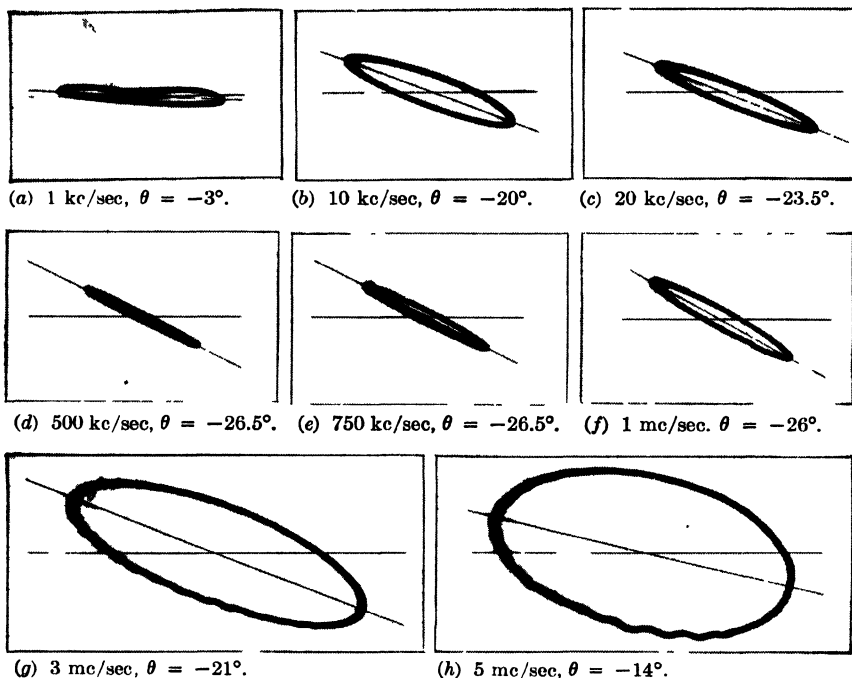 (a) 1 kc/sec, θ = −3°.
(b) 10 kc/sec, θ = −20°.
(c) 20 kc/sec, θ = −23.5°.
(d) 500 kc/sec, θ = −26.5°.
(e) 750 kc/sec, θ = −26.5°.
(f) 1 mc/sec. θ = −26°.
(g) 3 mc/sec, θ = −21°.
(h) 5 mc/sec, θ = −14°.